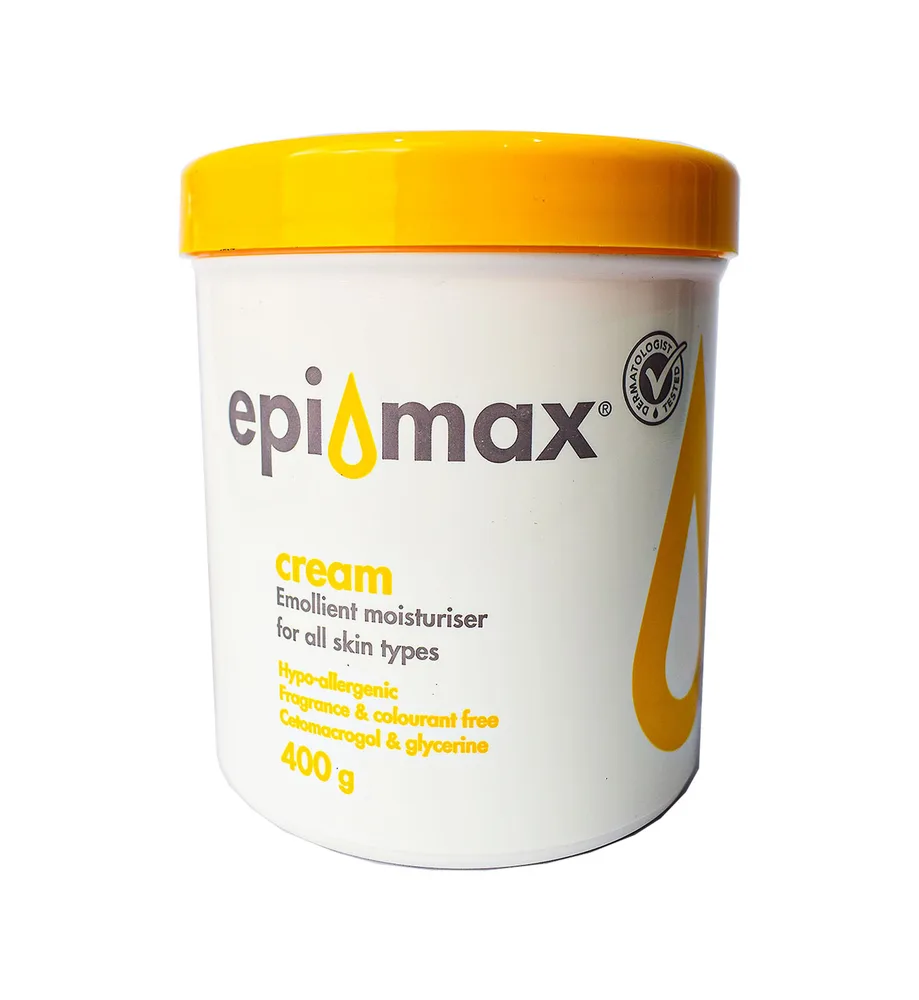 epimax®
DERMATOLOGIST
TESTED
cream
Emollient moisturiser
for all skin types
Hypo-allergenic
Fragrance & colourant free
Cetomacrogol & glycerine
400 g